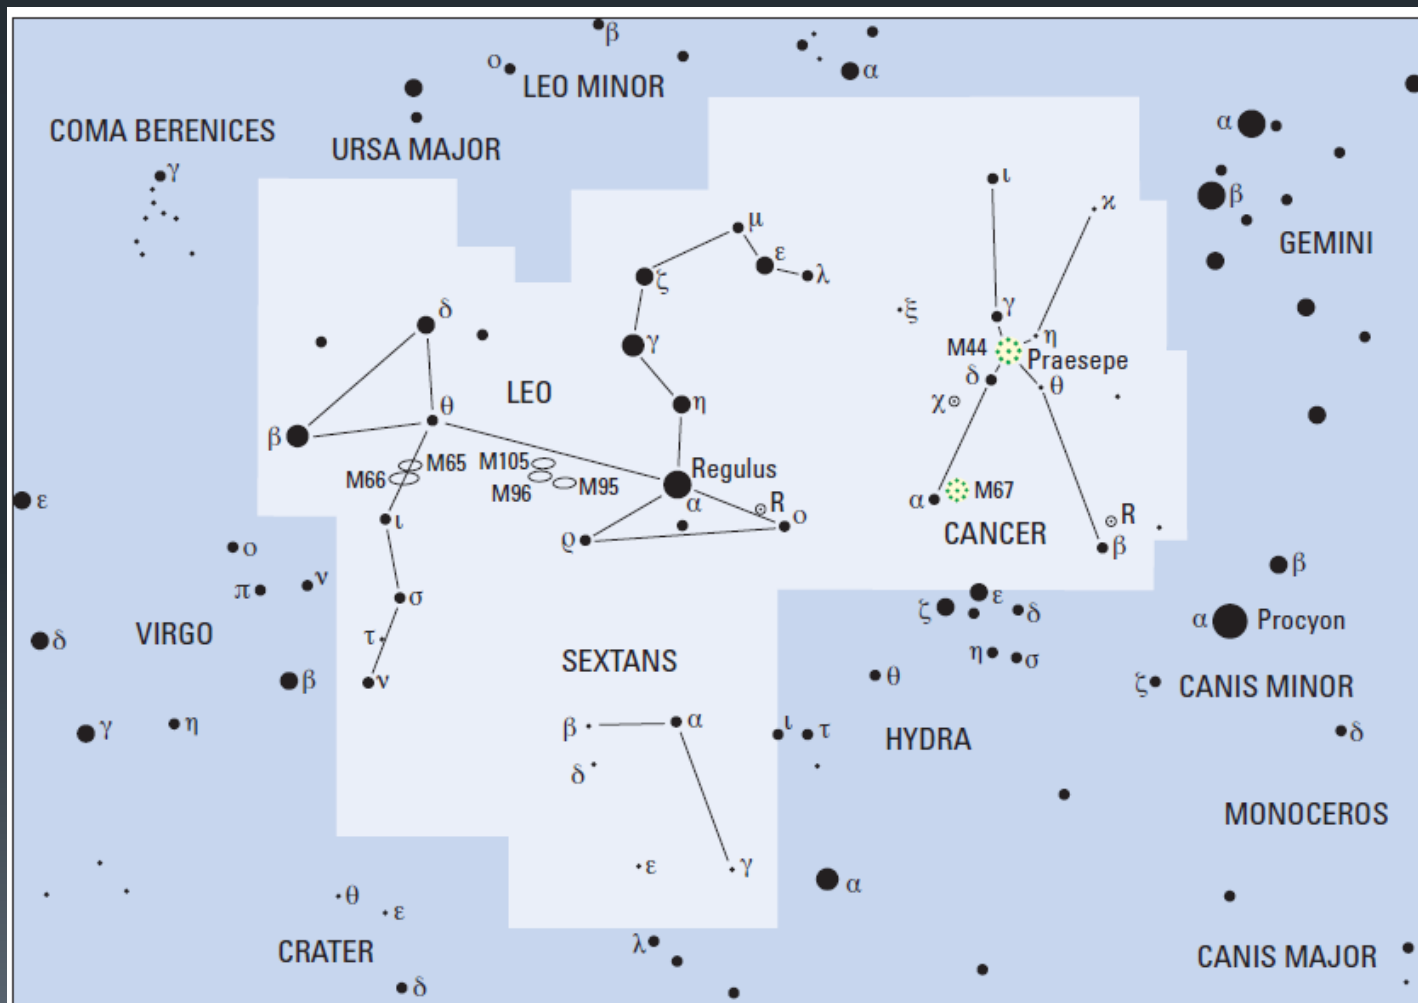 β
ο
LEO MINOR
α
COMA BERENICES
URSA MAJOR
α
γ
ι
β
ϰ
μ
GEMINI
ε
ζ
λ
δ
ξ
γ
γ
M44
η
Praesepe
δ
θ
LEO
χ
η
θ
β
M65
M105
Regulus
M66
M96
M95
M67
ε
α
R
α
ο
ι
R
CANCER
ϱ
ο
β
ν
β
π
ε
σ
ζ
δ
α
Procyon
VIRGO
τ
δ
SEXTANS
η
σ
β
ν
θ
ζ
CANIS MINOR
γ
η
β
α
ι
τ
HYDRA
δ
δ
MONOCEROS
ε
γ
α
θ
ε
CRATER
λ
CANIS MAJOR
δ